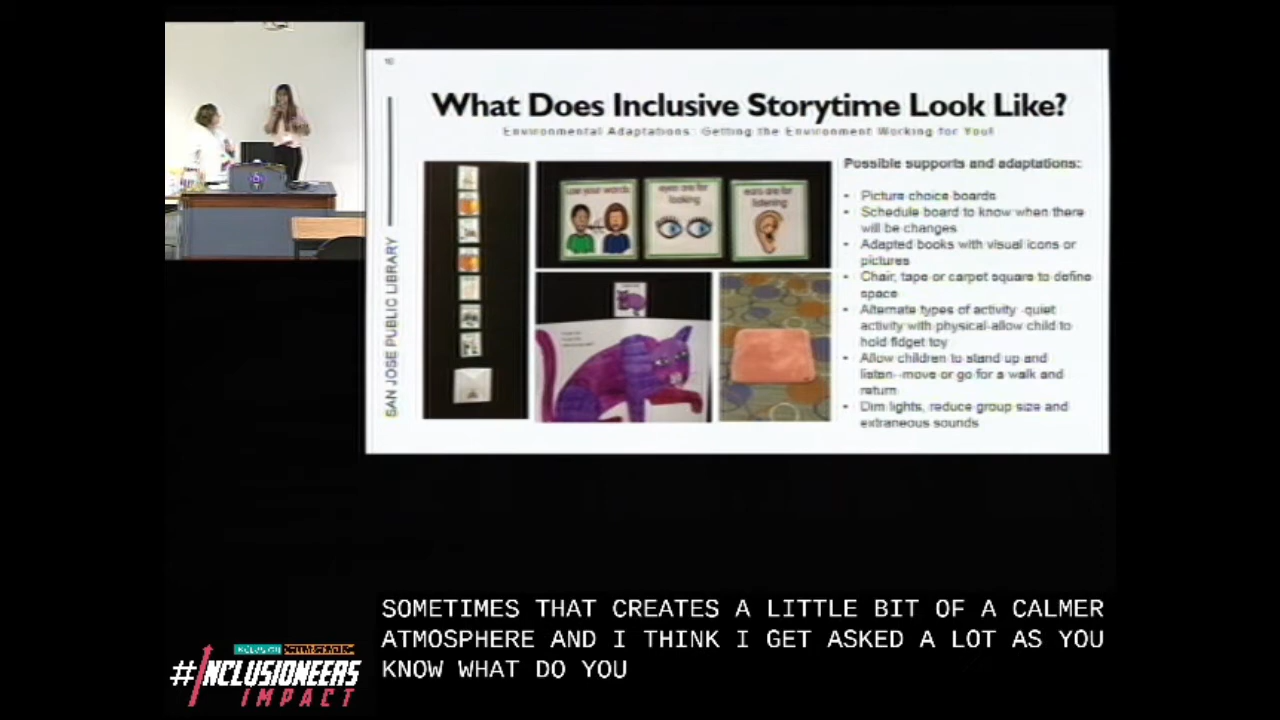 10
What Does Inclusive Storytime Look Like?
Environmental Adaptations: Getting the Environment Working for You!
SAN JOSE PUBLIC LIBRARY
use your words
eyes are for
looking
ears are for
listening
Possible supports and adaptations:
• Picture choice boards
• Schedule board to know when there
will be changes
• Adapted books with visual icons or
pictures
• Chair, tape or carpet square to define
space
• Alternate types of activity -quiet
activity with physical-allow child to
hold fidget toy
• Allow children to stand up and
listen--move or go for a walk and
return
• Dim lights, reduce group size and
extraneous sounds
SOMETIMES THAT CREATES A LITTLE BIT OF A CALMER
ATMOSPHERE AND I THINK I GET ASKED A LOT AS YOU
KNOW WHAT DO YOU
#INCLUSIONEERS
IMPACT